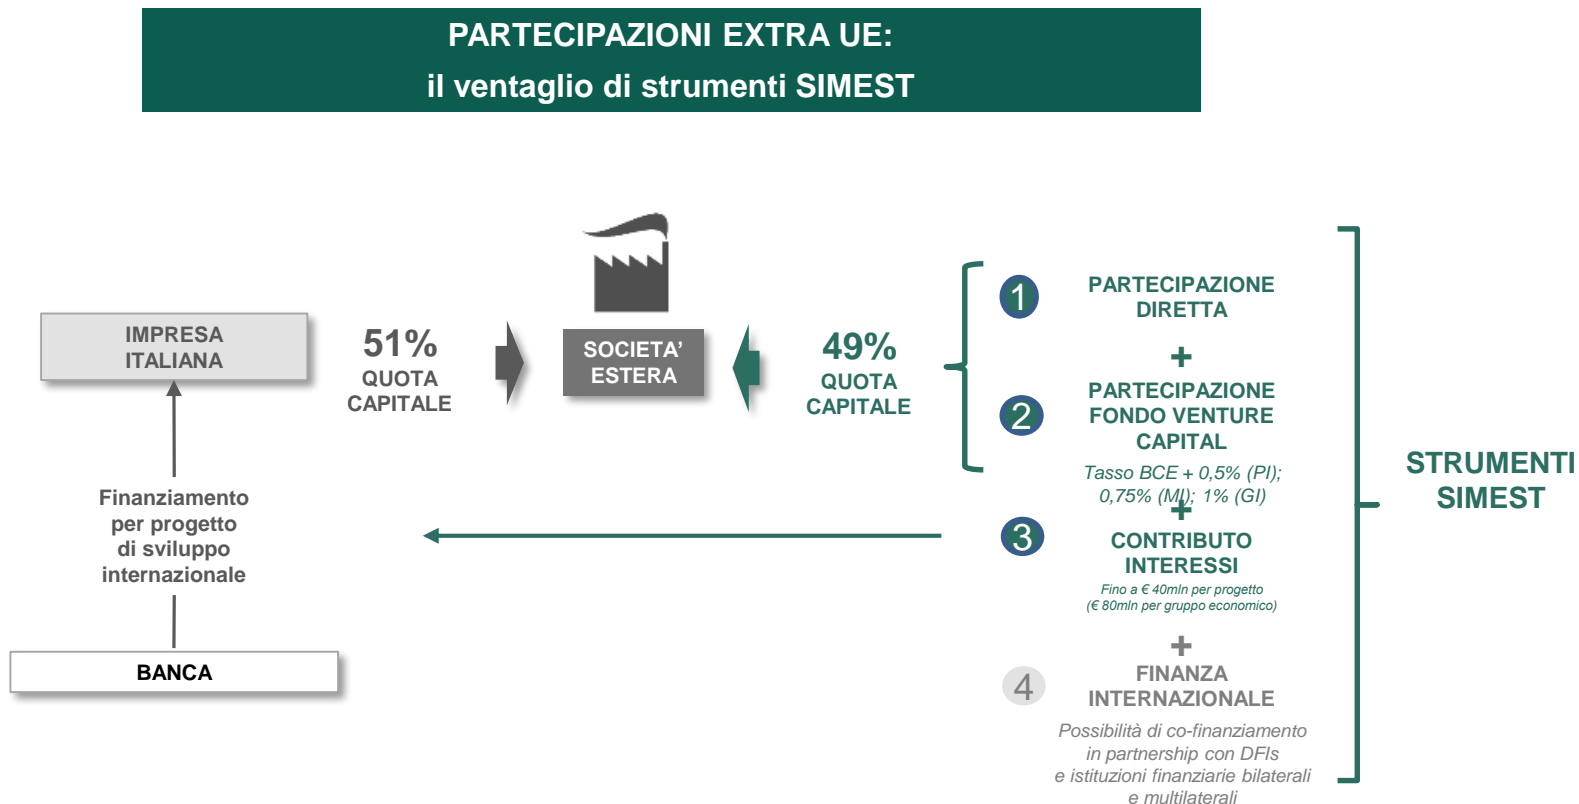 PARTECIPAZIONI EXTRA UE:
il ventaglio di strumenti SIMEST
IMPRESA
ITALIANA
51%
QUOTA
CAPITALE
SOCIETA’
ESTERA
49%
QUOTA
CAPITALE
Finanziamento
per progetto
di sviluppo
internazionale
BANCA
1
PARTECIPAZIONE
DIRETTA
+
2
PARTECIPAZIONE
FONDO VENTURE
CAPITAL
Tasso BCE + 0,5% (PI);
0,75% (MI); 1% (GI)
+
3
CONTRIBUTO
INTERESSI
Fino a € 40mln per progetto
(€ 80mln per gruppo economico)
+
4
FINANZA
INTERNAZIONALE
Possibilità di co-finanziamento
in partnership con DFIs
e istituzioni finanziarie bilaterali
e multilaterali
STRUMENTI
SIMEST